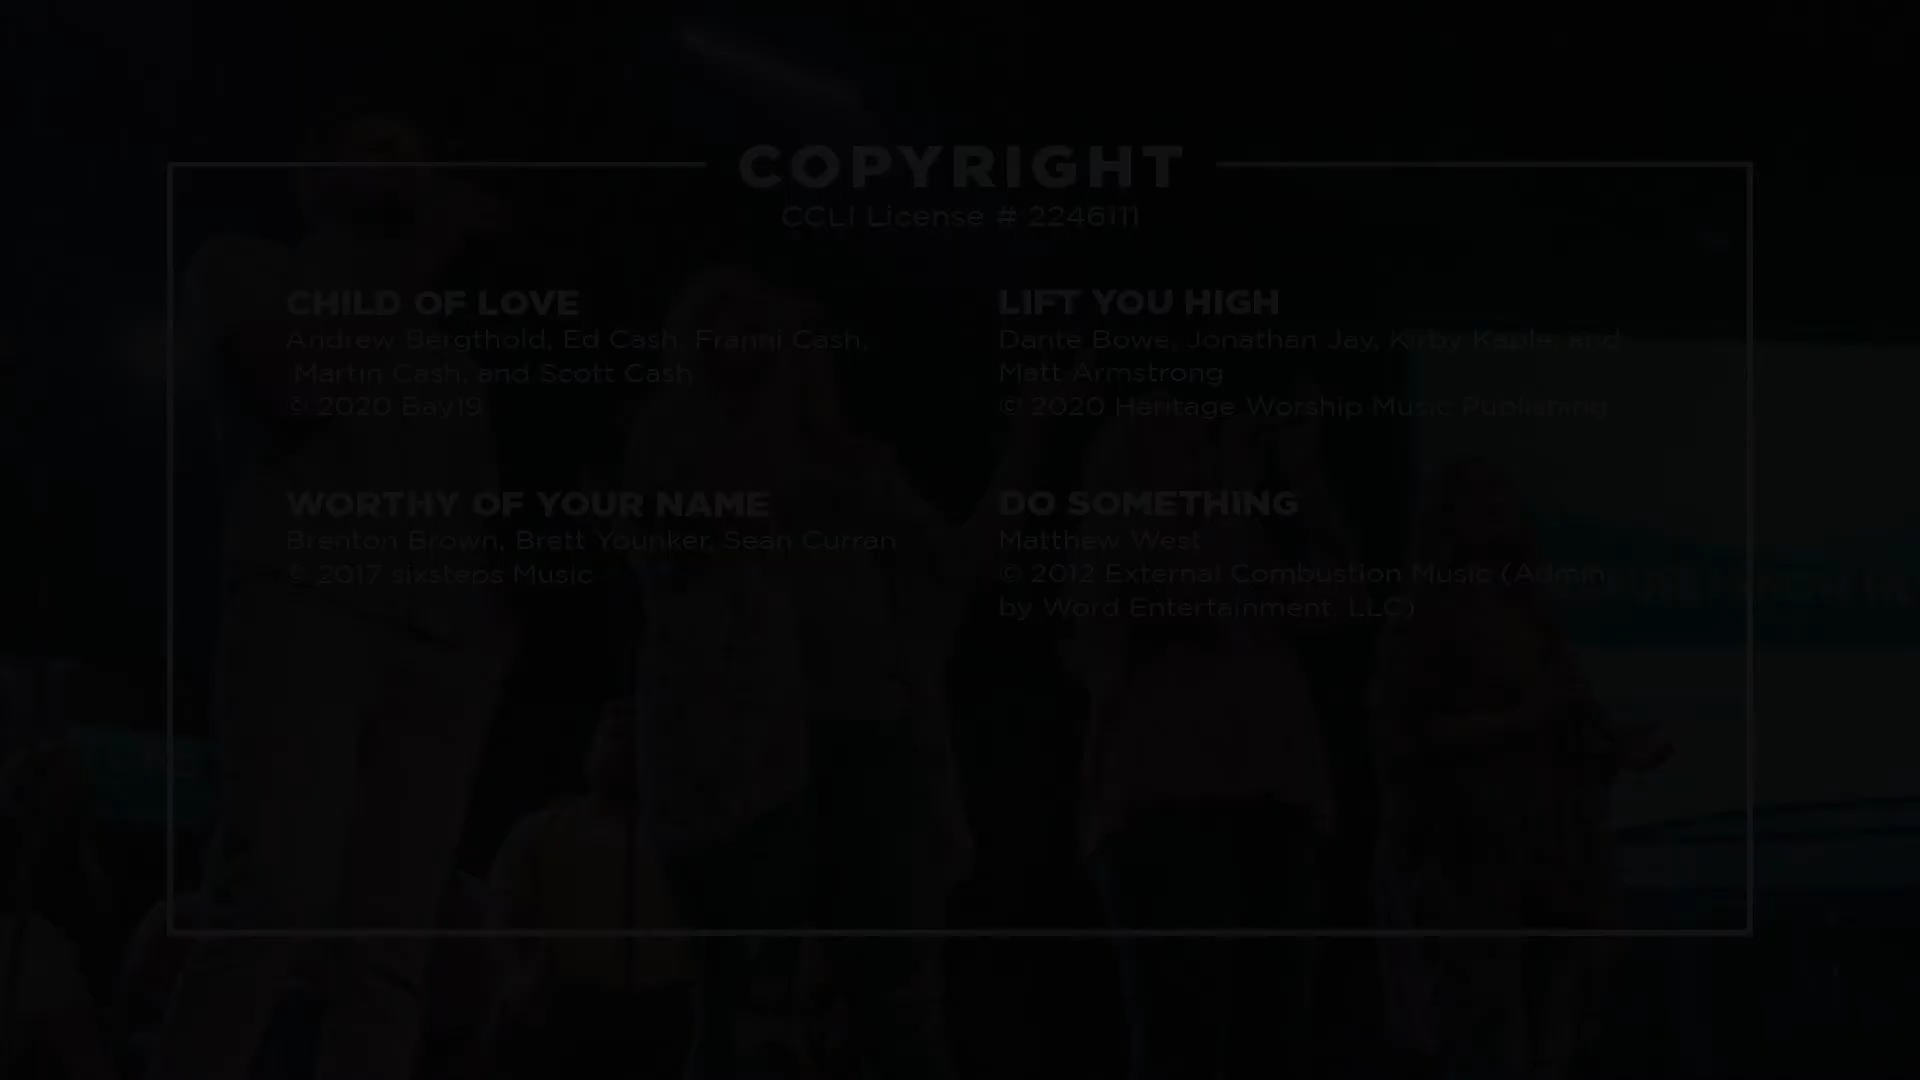 COPYRIGHT
CCLI License # 2246111
CHILD OF LOVE
Andrew Bergthold, Ed Cash, Franni Cash,
Martin Cash, and Scott Cash
© 2020 Bay19
WORTHY OF YOUR NAME
Brenton Brown, Brett Younker, Sean Curran
© 2017 sixsteps Music
LIFT YOU HIGH
Dante Bowe, Jonathan Jay, Kirby Kaple, and
Matt Armstrong
© 2020 Heritage Worship Music Publishing
DO SOMETHING
Matthew West
© 2012 External Combustion Music (Admin.
by Word Entertainment, LLC)